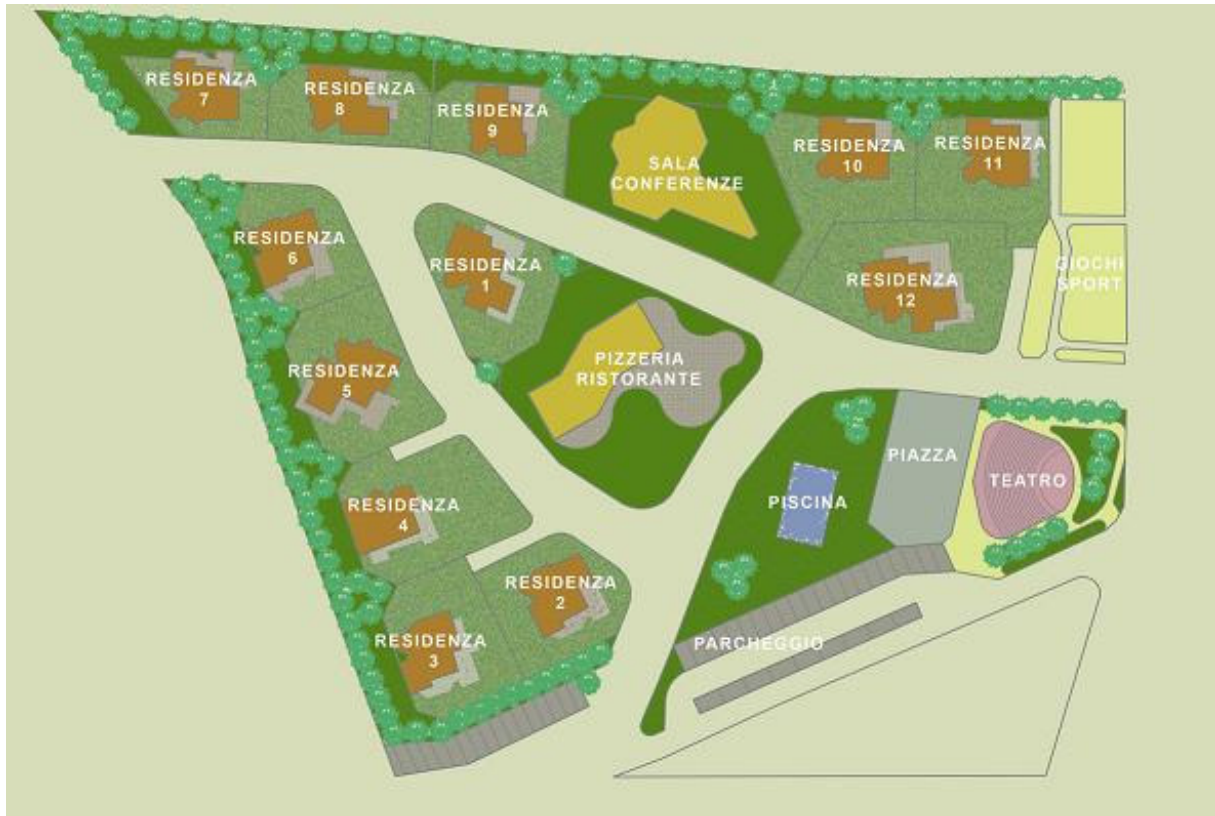 RESIDENZA
7
RESIDENZA
8
RESIDENZA
9
SALA
CONFERENZE
RESIDENZA
10
RESIDENZA
11
RESIDENZA
6
RESIDENZA
1
RESIDENZA
12
GIOCHI
SPORT
RESIDENZA
5
PIZZERIA
RISTORANTE
RESIDENZA
4
PISCINA
PIAZZA
TEATRO
RESIDENZA
2
RESIDENZA
3
PARCHEGGIO